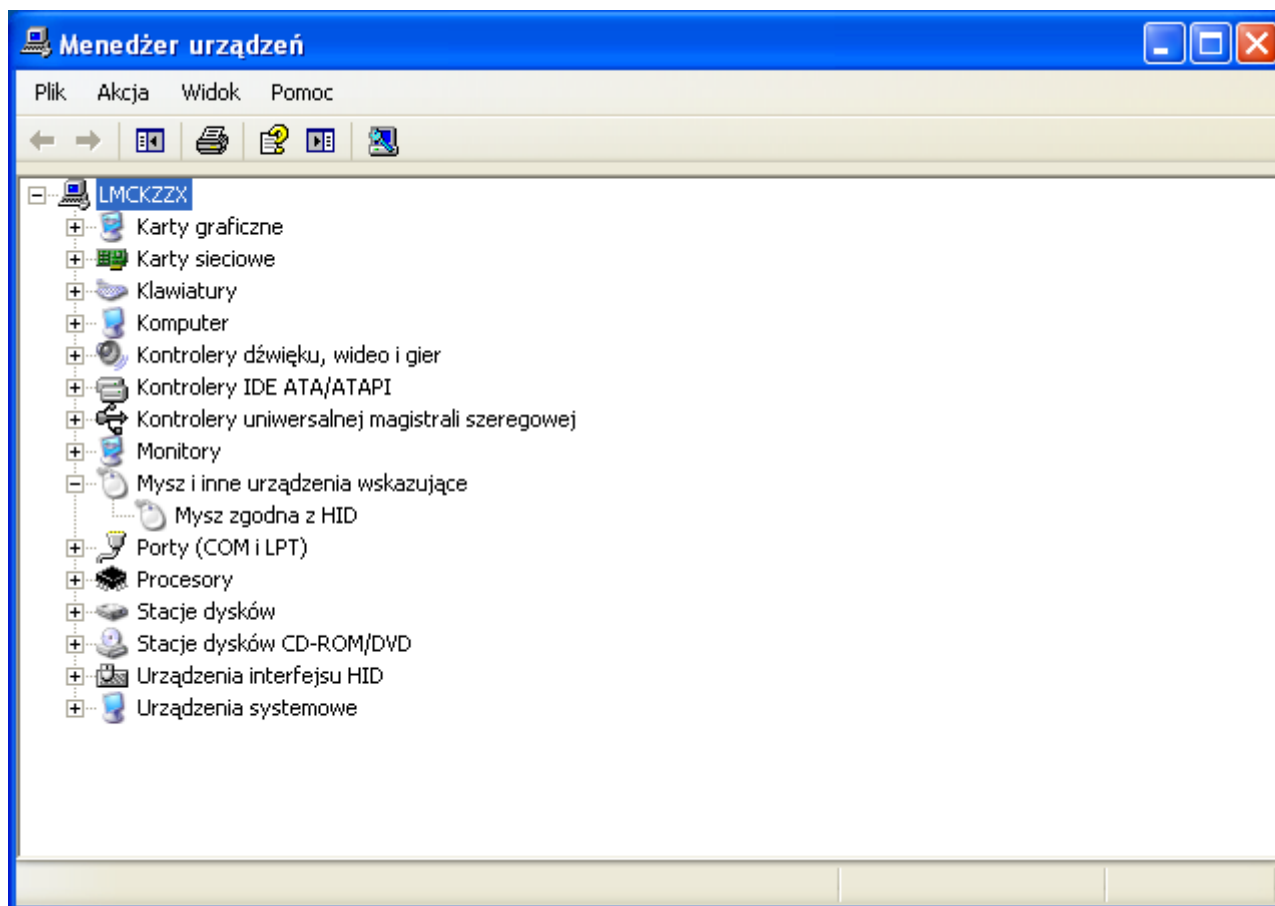 Menedżer urządzeń
Plik Akcja Widok Pomoc
LMCKZZX
Karty graficzne
Karty sieciowe
Klawiatury
Komputer
Kontrolery dźwięku, wideo i gier
Kontrolery IDE ATA/ATAPI
Kontrolery uniwersalnej magistrali szeregowej
Monitory
Mysz i inne urządzenia wskazujące
Mysz zgodna z HID
Porty (COM i LPT)
Procesory
Stacje dysków
Stacje dysków CD-ROM/DVD
Urządzenia interfejsu HID
Urządzenia systemowe